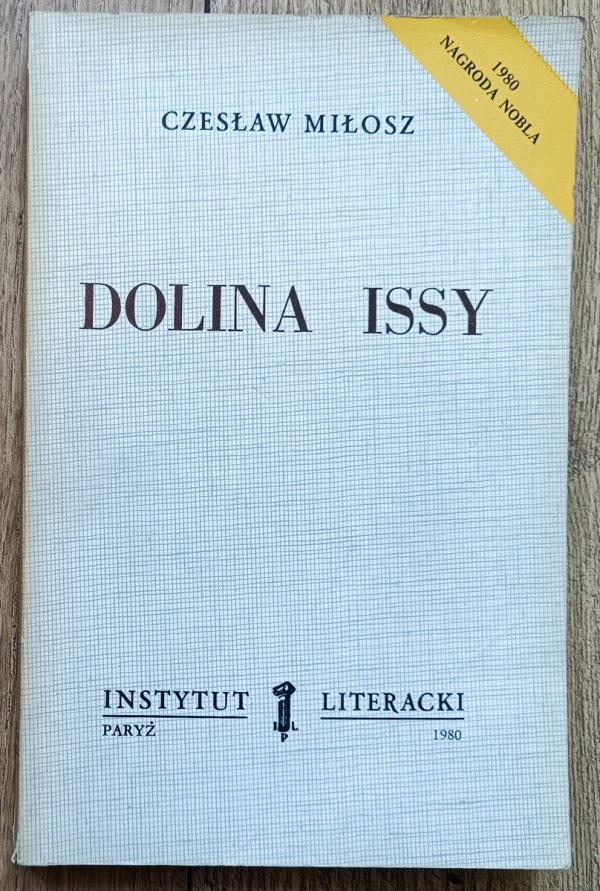 1980
NAGRODA NOBLA
CZESŁAW MIŁOSZ
DOLINA ISSY
INSTYTUT LITERACKI
PARYŻ
I L
P
1980